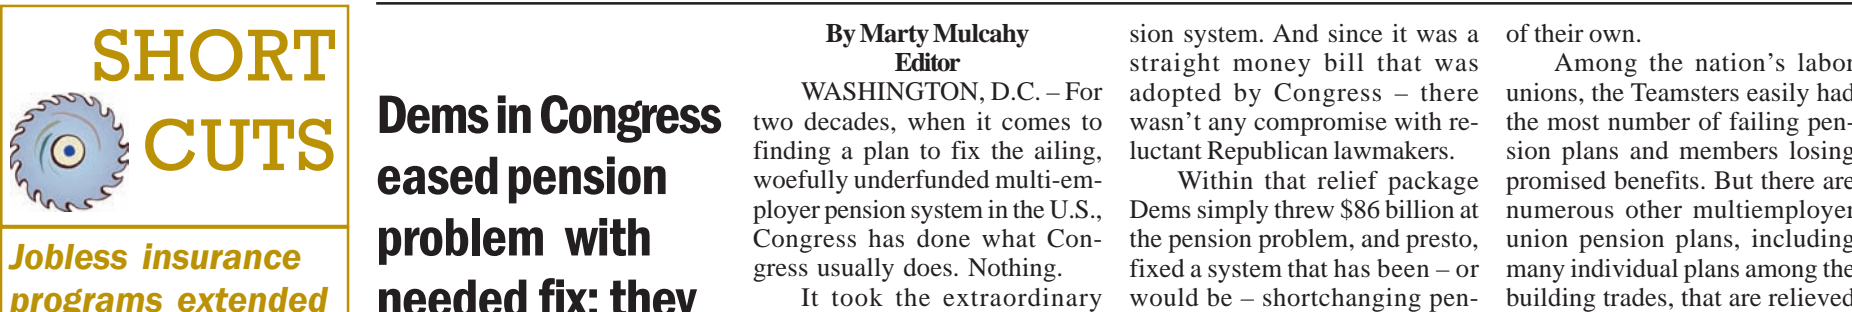 SHORT
CUTS
Jobless insurance
programs extended
Dems in Congress
eased pension
problem with
needed fix; they
By Marty Mulcahy
Editor
WASHINGTON, D.C. – For
two decades, when it comes to
finding a plan to fix the ailing,
woefully underfunded multi-em-
ployer pension system in the U.S.,
Congress has done what Con-
gress usually does. Nothing.
It took the extraordinary
sion system. And since it was a
straight money bill that was
adopted by Congress – there
wasn't any compromise with re-
luctant Republican lawmakers.
Within that relief package
Dems simply threw $86 billion at
the pension problem, and presto,
fixed a system that has been – or
would be – shortchanging pen-
of their own.
Among the nation's labor
unions, the Teamsters easily had
the most number of failing pen-
sion plans and members losing
promised benefits. But there are
numerous other multiemployer
union pension plans, including
many individual plans among the
building trades, that are relieved